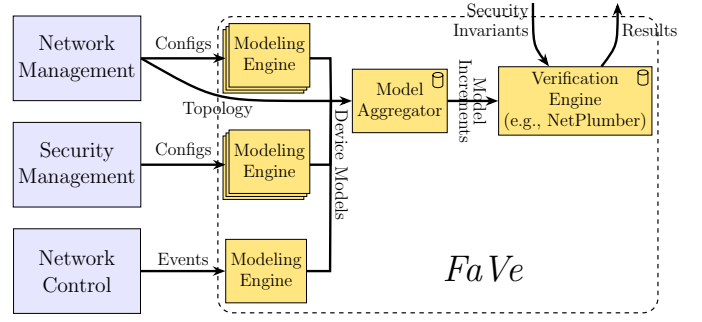 Security
Invariants
Results
Network
Management
Configs
Modeling
Engine
Topology
Model
Aggregator
Model
Increments
Verification
Engine
(e.g., NetPlumber)
Device Models
Security
Management
Configs
Modeling
Engine
Network
Control
Events
Modeling
Engine
FaVe